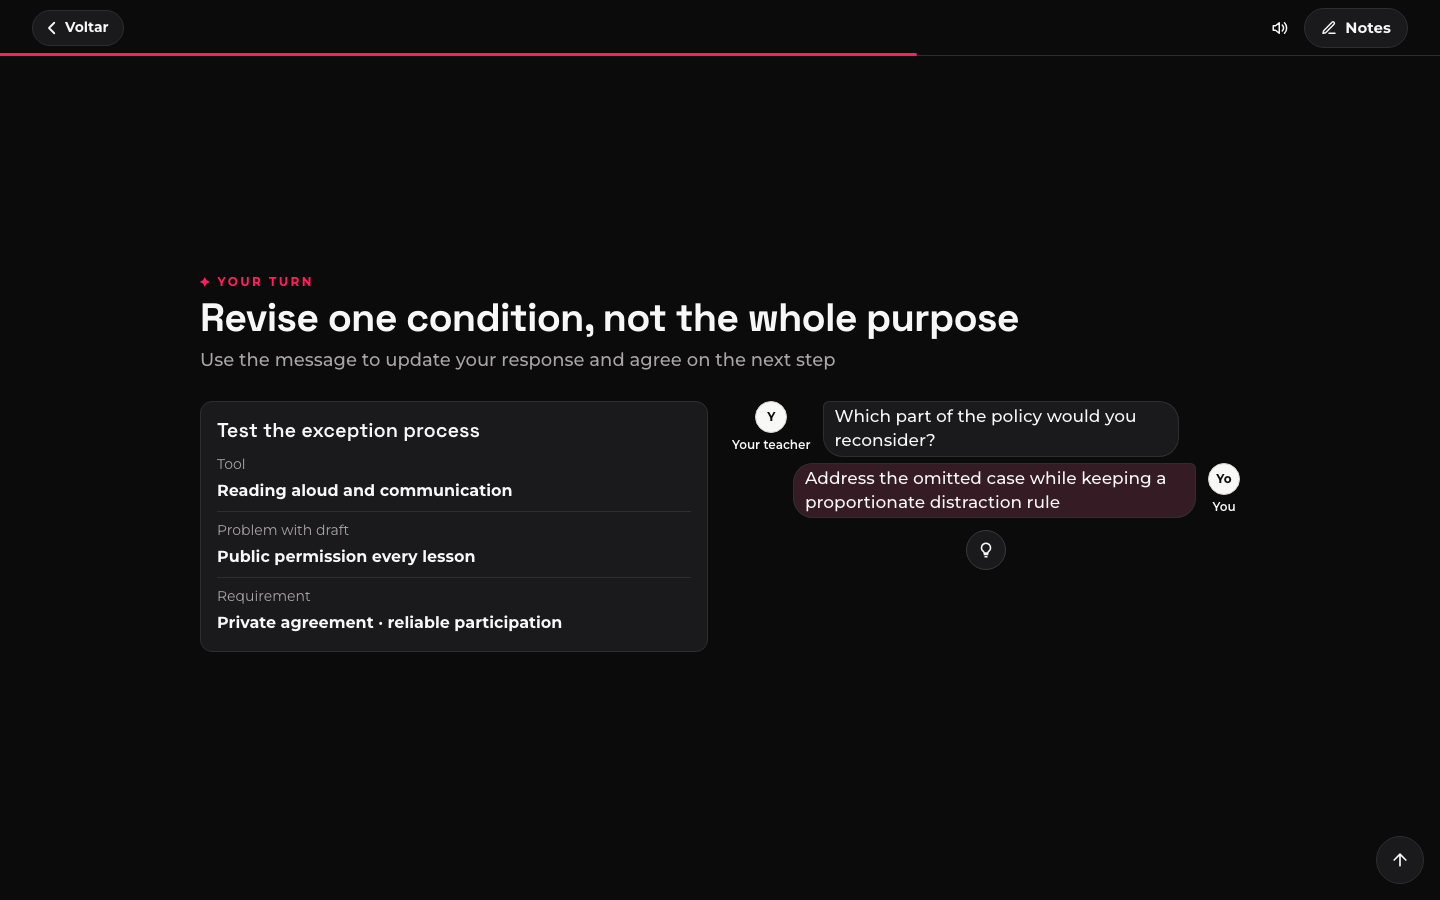 Voltar
Notes
YOUR TURN
Revise one condition, not the whole purpose
Use the message to update your response and agree on the next step
Test the exception process
Tool
Reading aloud and communication
Problem with draft
Public permission every lesson
Requirement
Private agreement · reliable participation
Y
Your teacher
Which part of the policy would you
reconsider?
Address the omitted case while keeping a
proportionate distraction rule
Yo
You